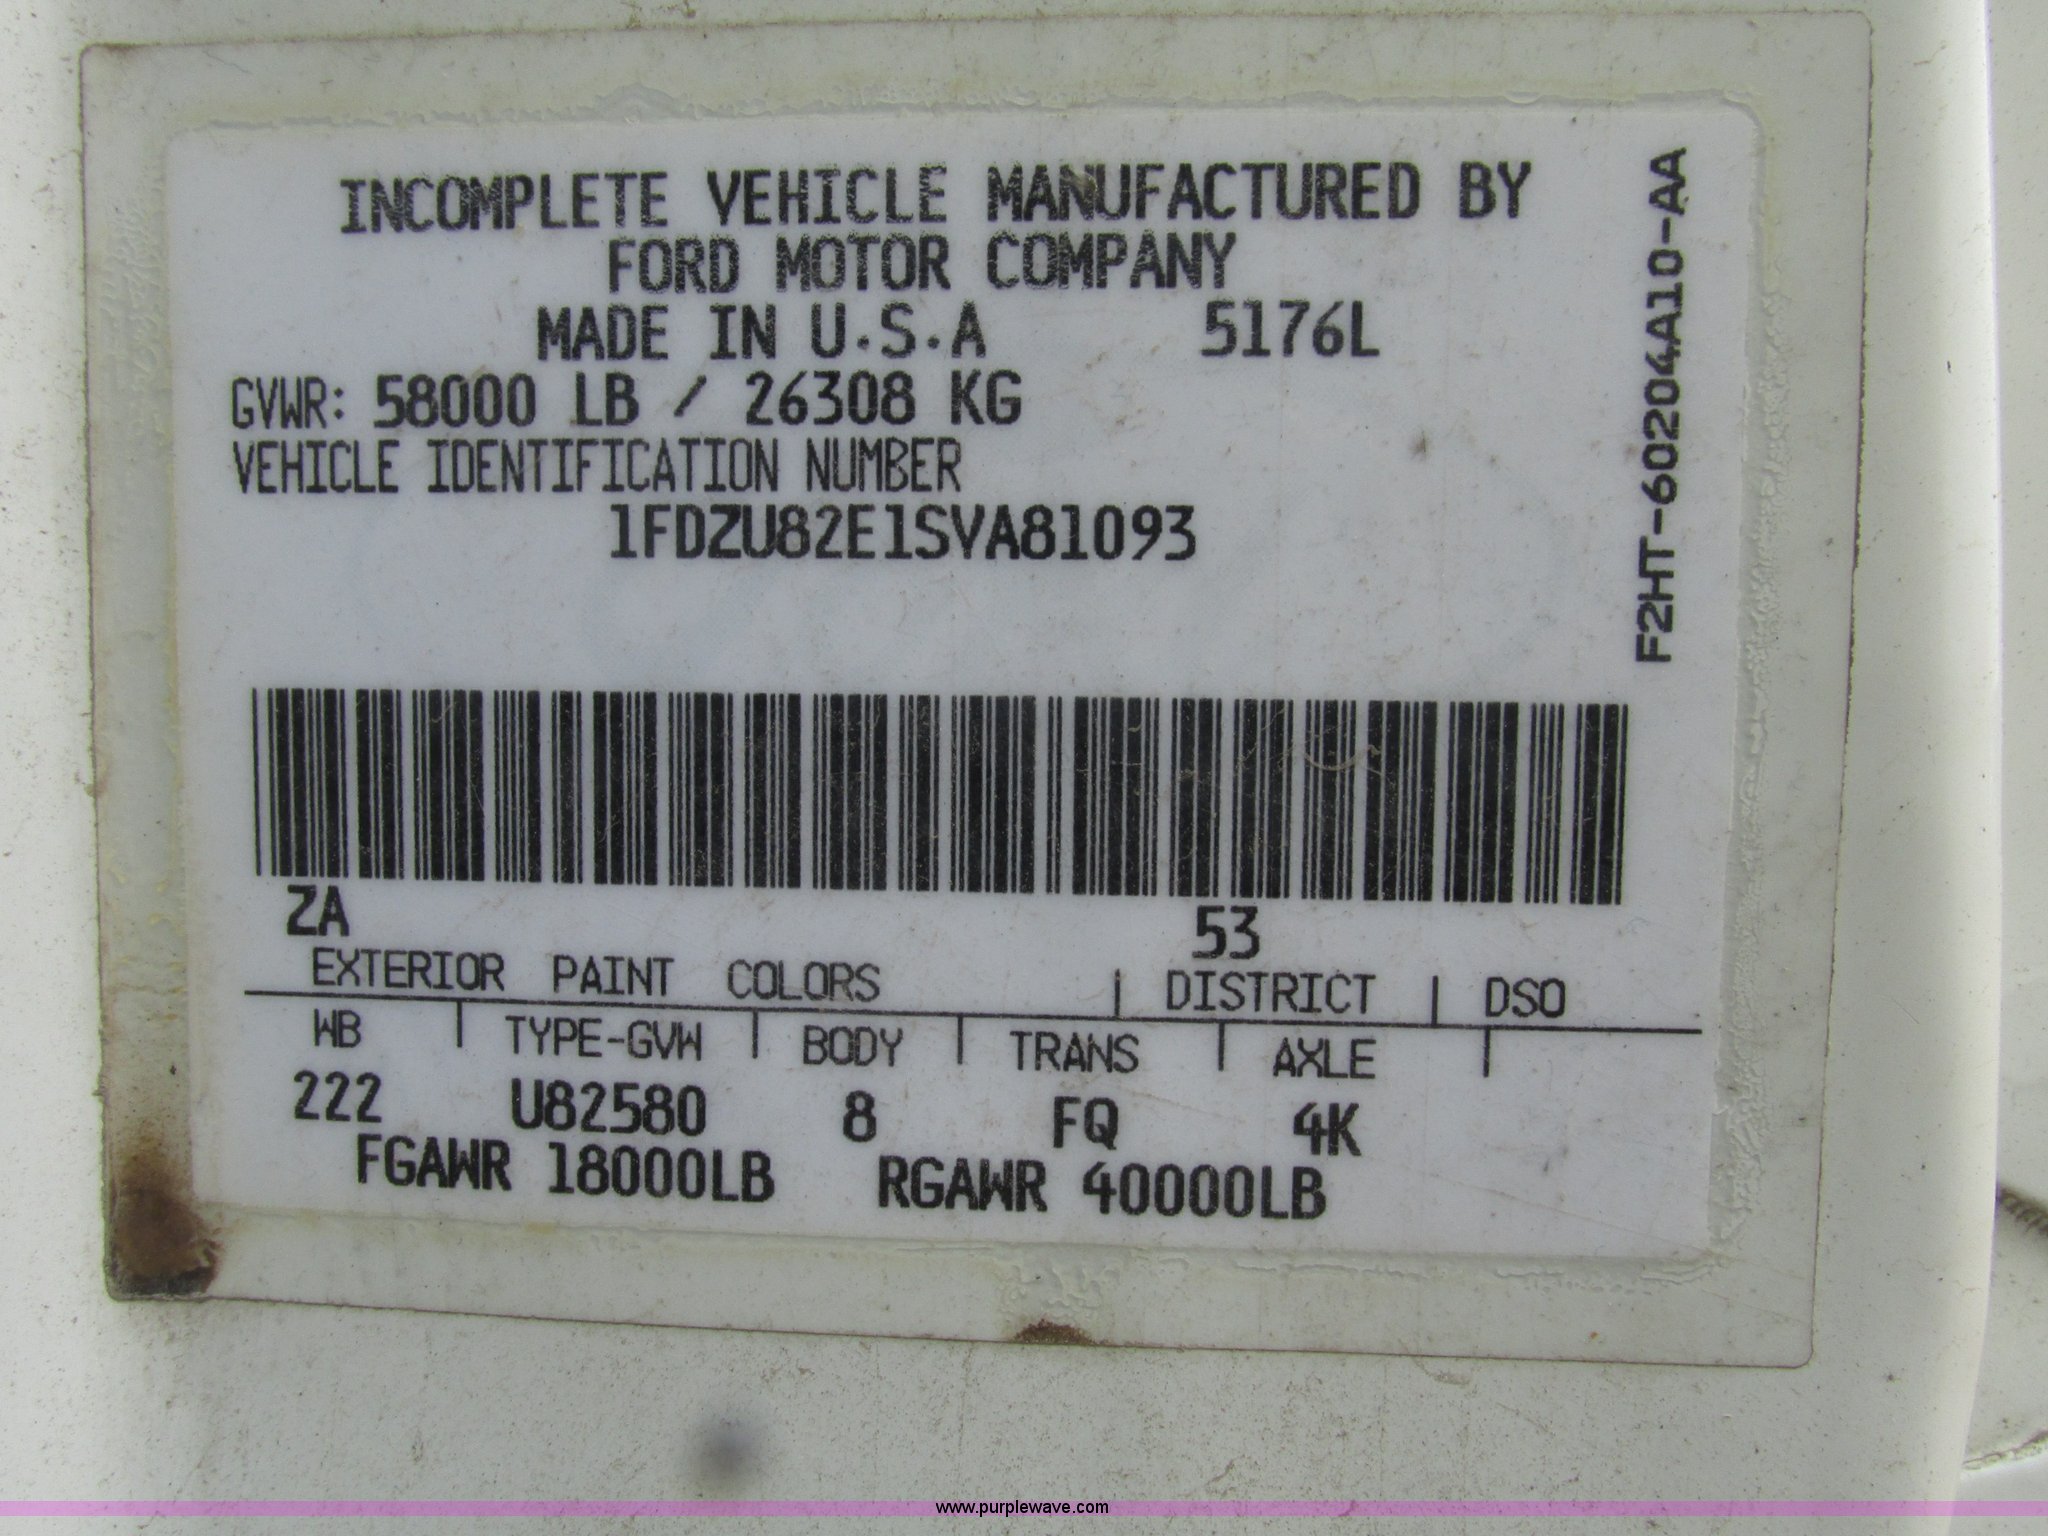 INCOMPLETE VEHICLE MANUFACTURED BY
FORD MOTOR COMPANY
MADE IN U.S.A 5176L
GVWR: 58000 LB / 26308 KG
VEHICLE IDENTIFICATION NUMBER
1FDZU82E1SVA81093
F2HT-60204A10-AA
ZA 53
EXTERIOR PAINT COLORS | DISTRICT | DSO
WB | TYPE-GVW | BODY | TRANS | AXLE |
222 U82580 8 FQ 4K
FGAWR 18000LB RGAWR 40000LB
www.purplewave.com